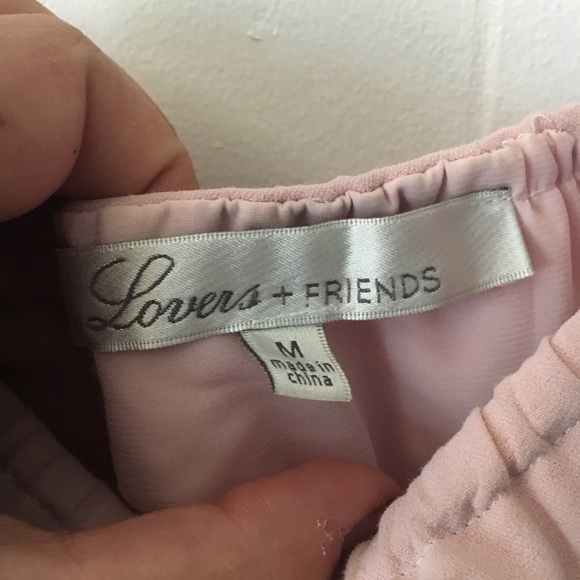 Lovers + FRIENDS
M
made in
china